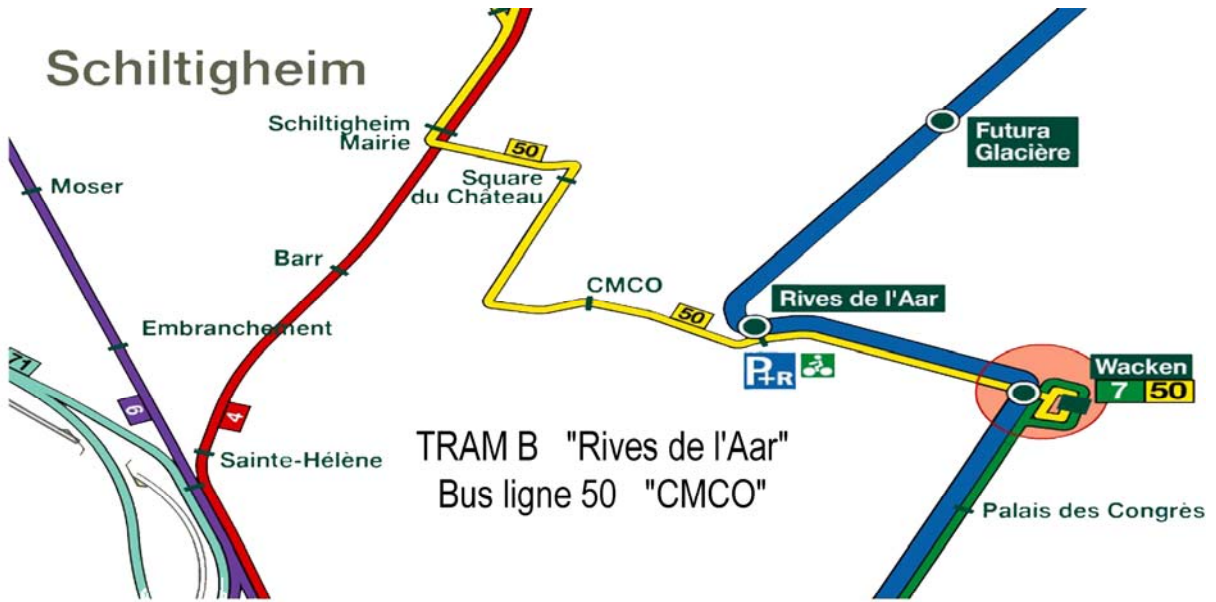 Schiltigheim
Schiltigheim
Mairie
50
Square
du Château
Futura
Glacière
Moser
Barr
CMCO
50
Rives de l'Aar
Embranchement
71
P+R
Wacken
7 50
6
4
Sainte-Hélène
TRAM B "Rives de l'Aar"
Bus ligne 50 "CMCO"
Palais des Congrès